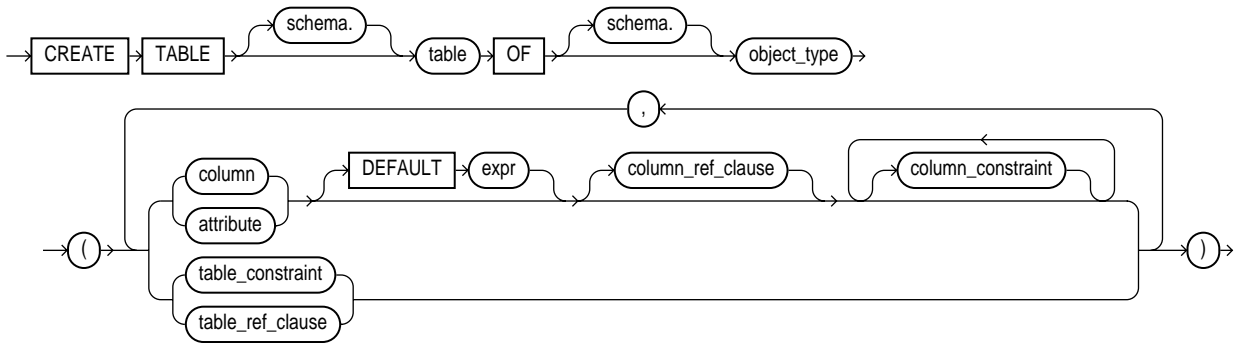 schema. schema.
CREATE TABLE table OF object_type
,
DEFAULT expr column_ref_clause column_constraint
column
attribute
( )
table_constraint
table_ref_clause